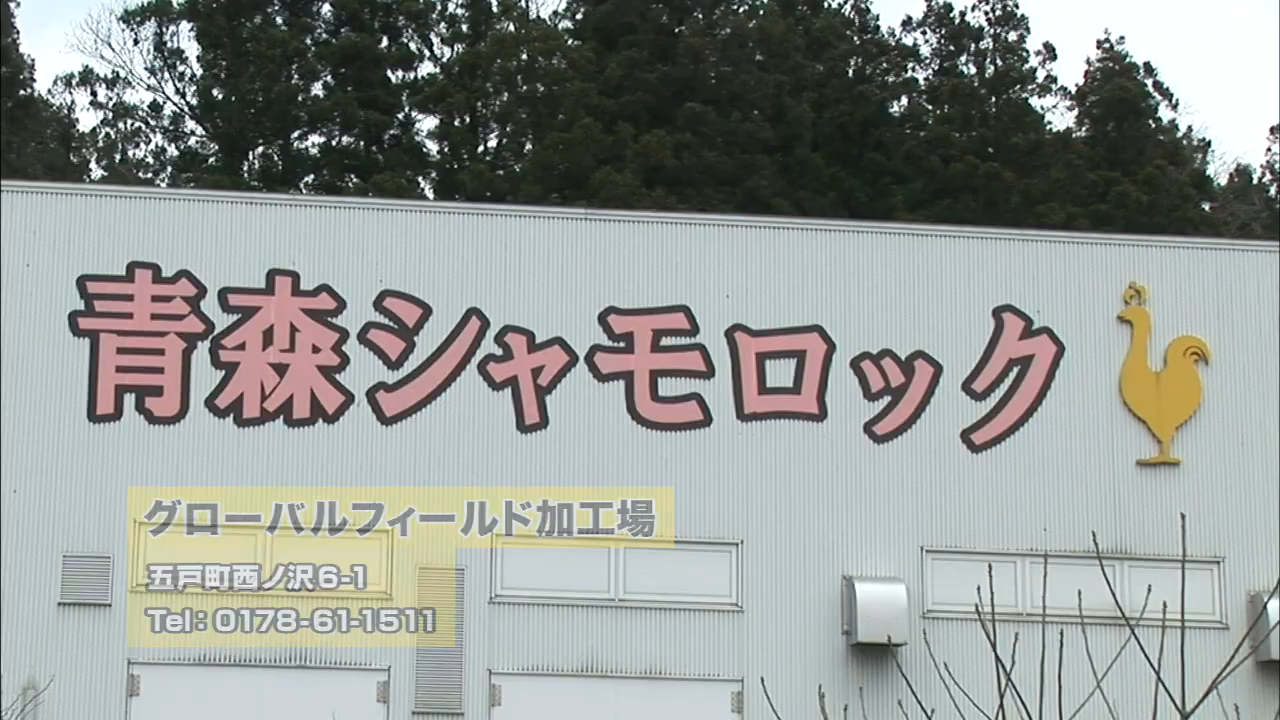 青森シャモロック
グローバルフィールド加工場
五戸町西ノ沢6-1
Tel：0178-61-1511